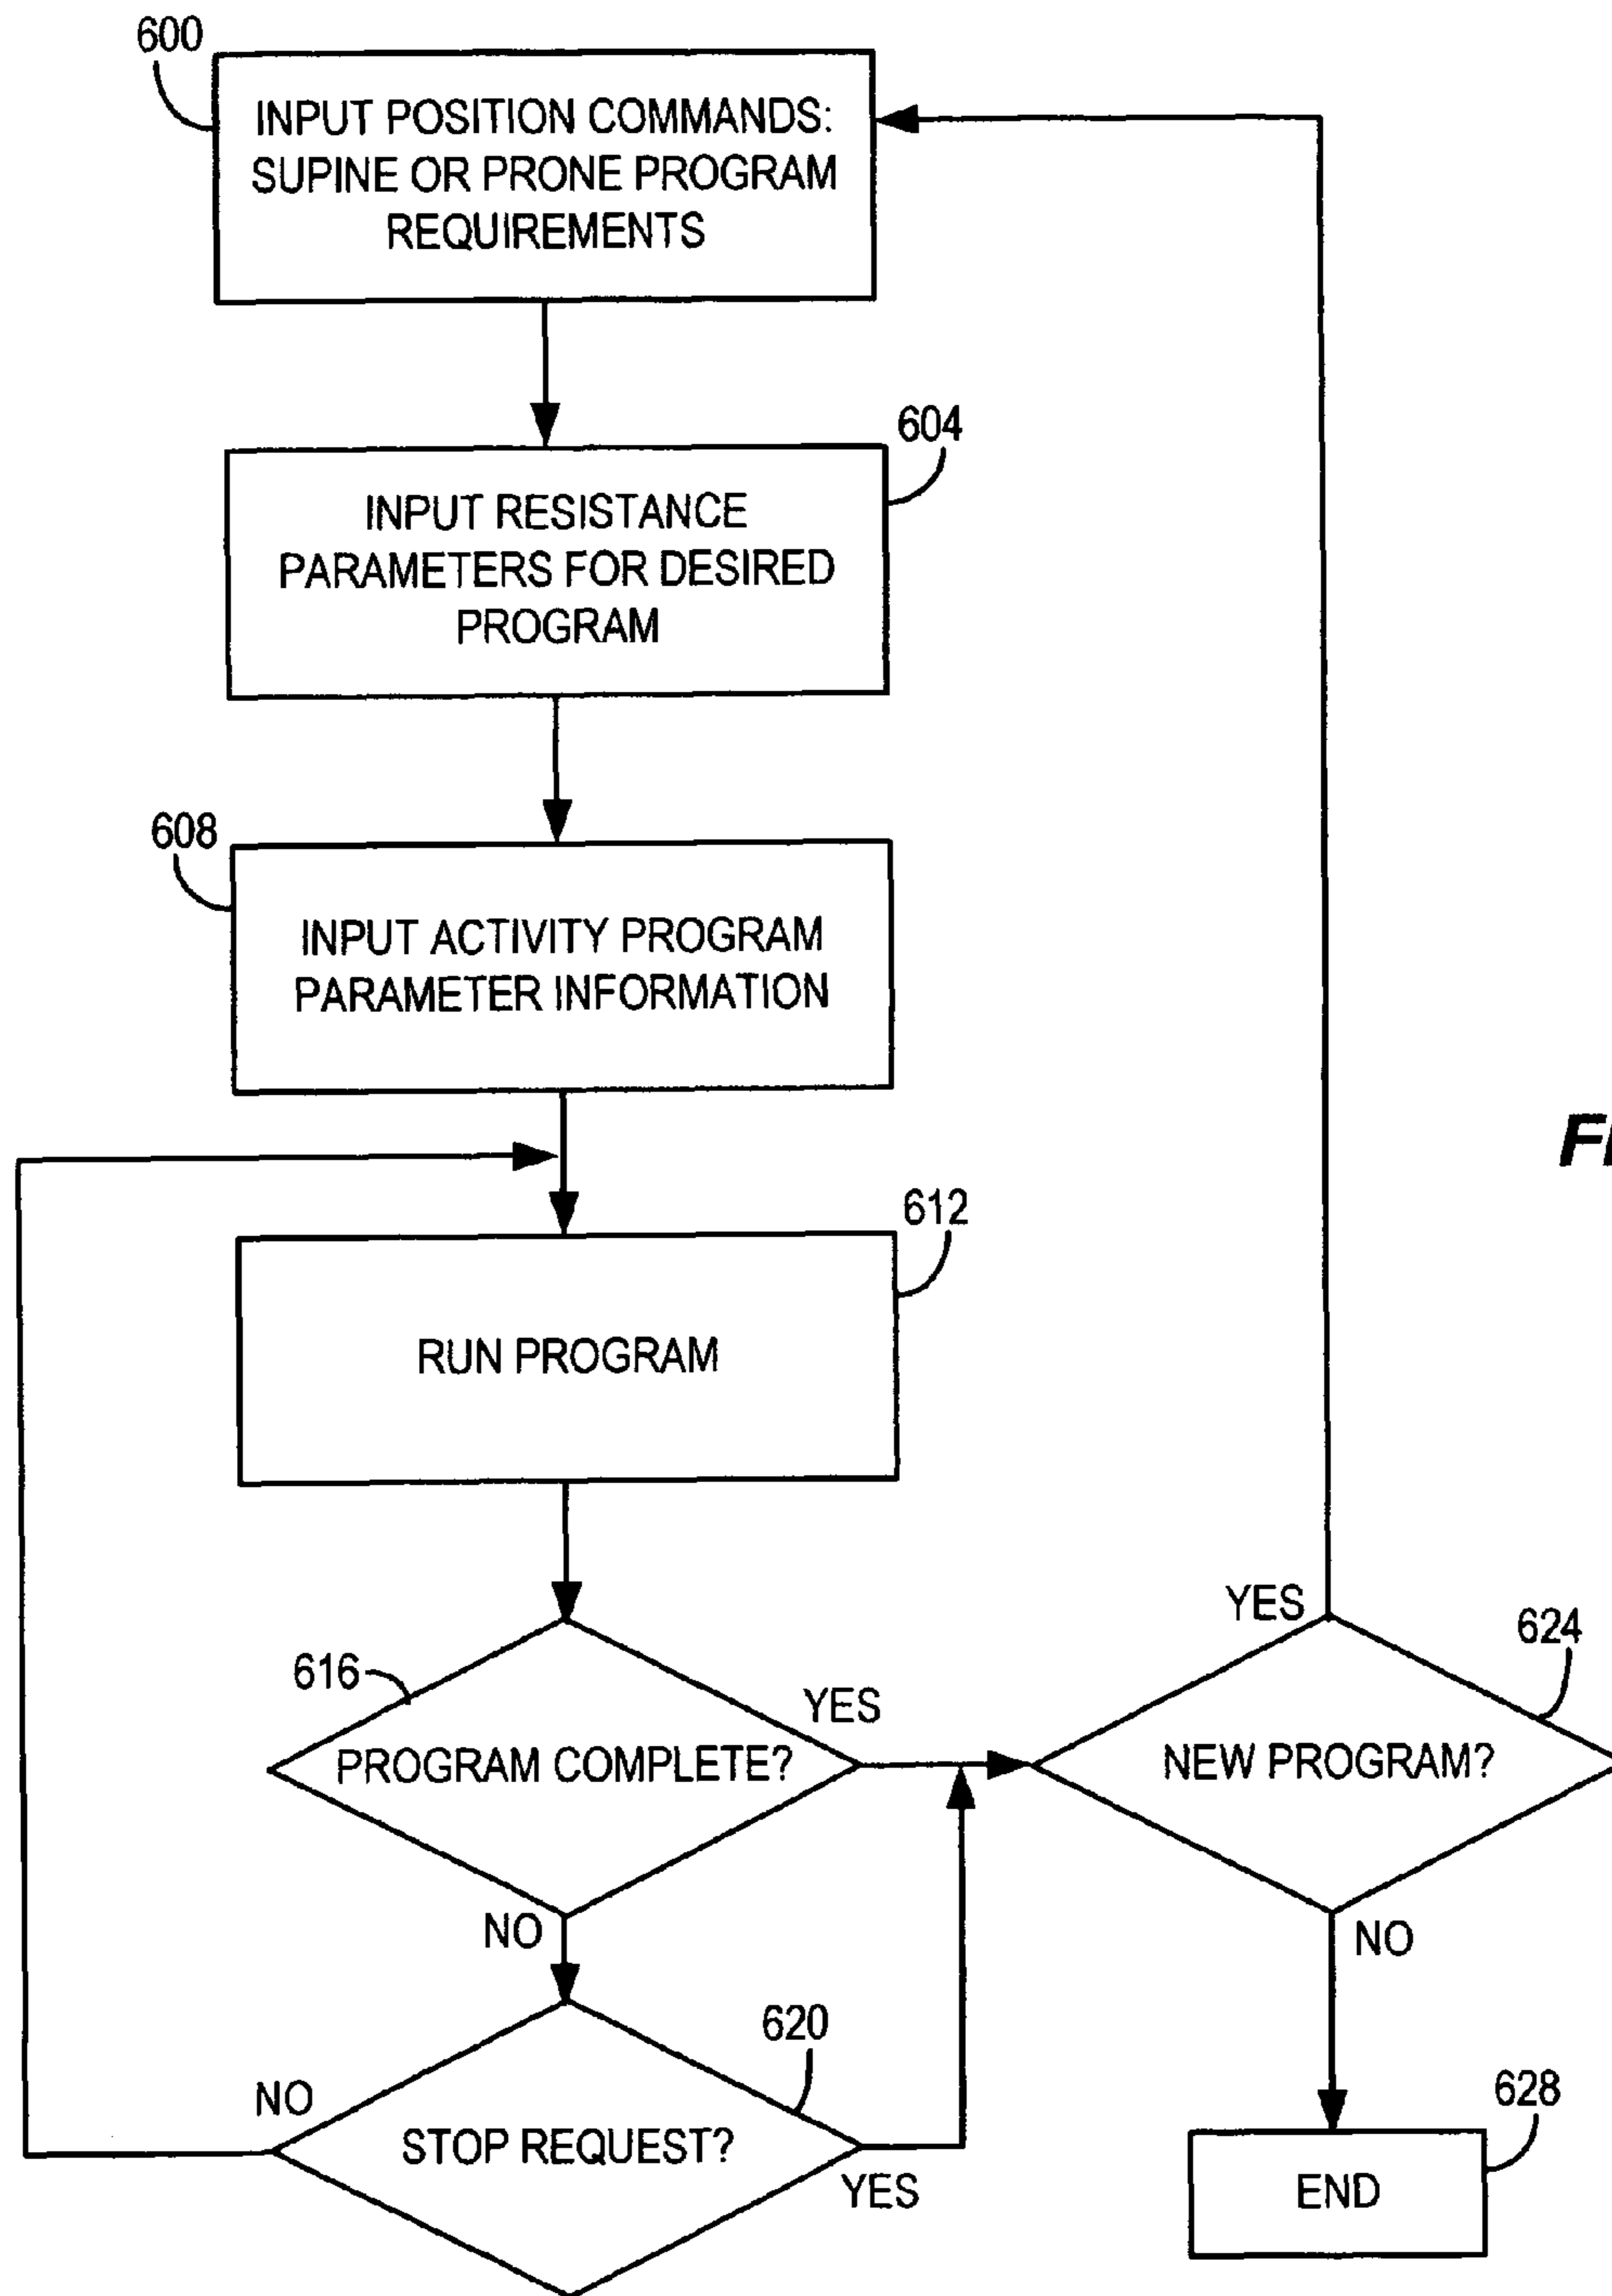 600
INPUT POSITION COMMANDS:
SUPINE OR PRONE PROGRAM
REQUIREMENTS
604
INPUT RESISTANCE
PARAMETERS FOR DESIRED
PROGRAM
608
INPUT ACTIVITY PROGRAM
PARAMETER INFORMATION
612
RUN PROGRAM
616
PROGRAM COMPLETE?
YES
NO
620
STOP REQUEST?
NO
YES
YES
624
NEW PROGRAM?
NO
628
END